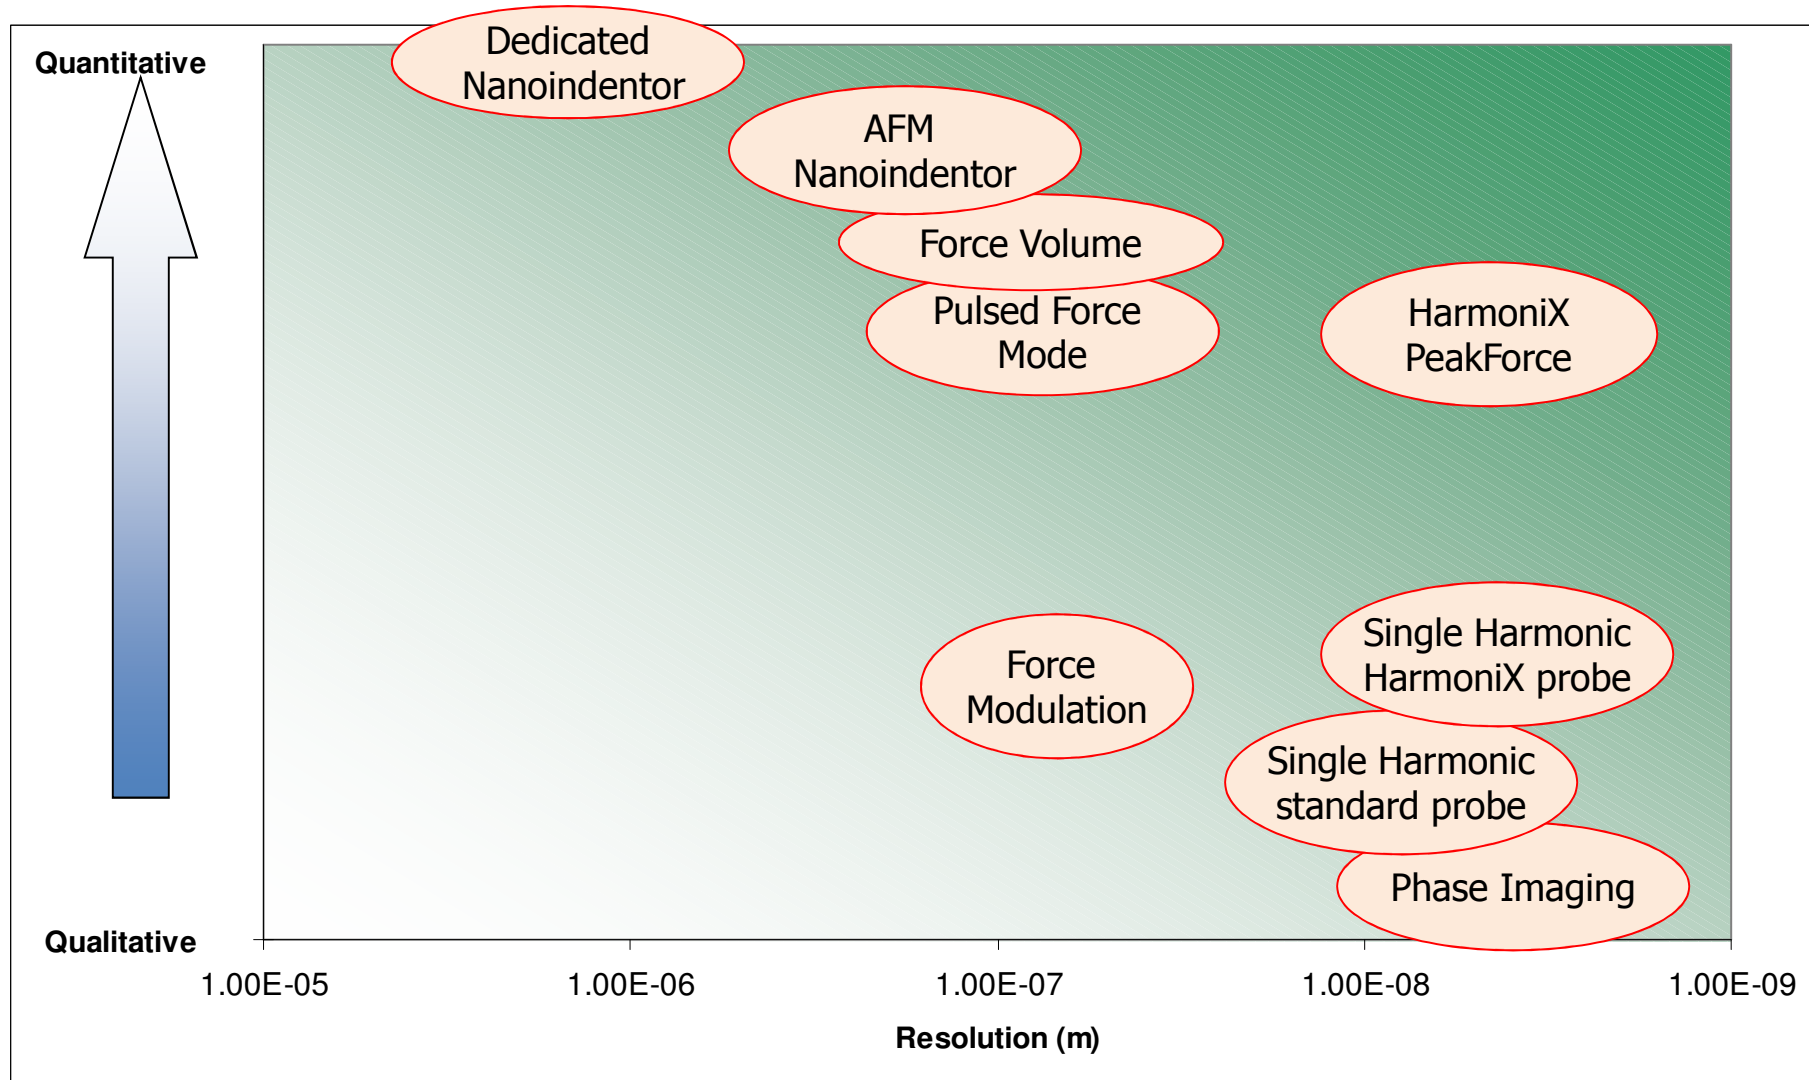 Quantitative
Dedicated
Nanoindentor
AFM
Nanoindentor
Force Volume
Pulsed Force
Mode
HarmoniX
PeakForce
Single Harmonic
HarmoniX probe
Force
Modulation
Single Harmonic
standard probe
Phase Imaging
Qualitative
1.00E-05
1.00E-06
1.00E-07
1.00E-08
1.00E-09
Resolution (m)